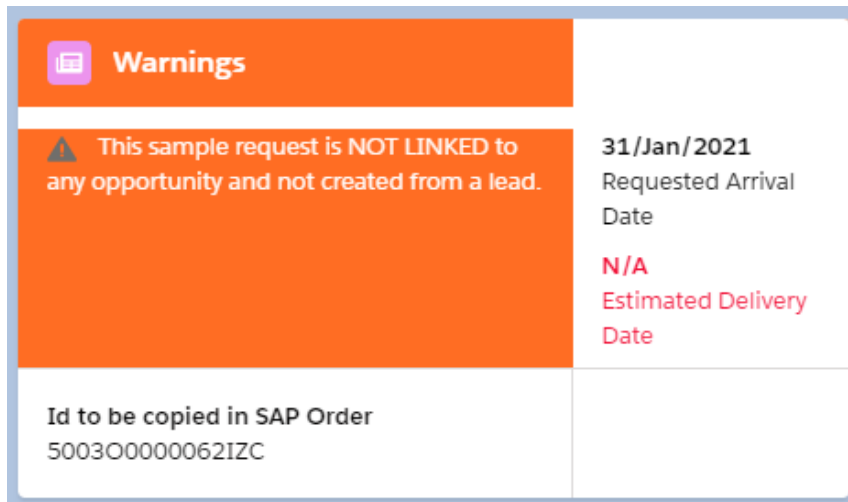 Warnings
This sample request is NOT LINKED to
any opportunity and not created from a lead.
31/Jan/2021
Requested Arrival
Date
N/A
Estimated Delivery
Date
Id to be copied in SAP Order
5003O0000062IZC